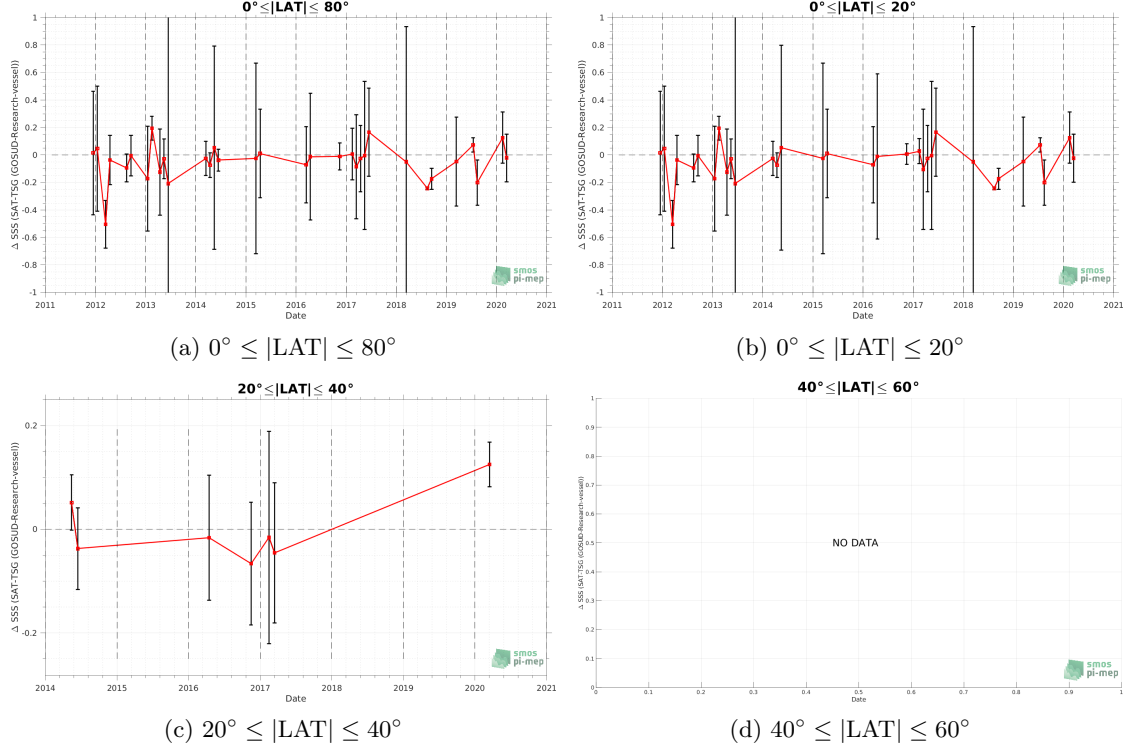 0°≤|LAT|≤ 80°
Δ SSS (SAT-TSG (GOSUD-Research-vessel))
1
0.8
0.6
0.4
0.2
0
-0.2
-0.4
-0.6
-0.8
-1
2011 2012 2013 2014 2015 2016 2017 2018 2019 2020 2021
Date
smos
pi-mep
(a) 0° ≤ |LAT| ≤ 80°
0°≤|LAT|≤ 20°
Δ SSS (SAT-TSG (GOSUD-Research-vessel))
1
0.8
0.6
0.4
0.2
0
-0.2
-0.4
-0.6
-0.8
-1
2011 2012 2013 2014 2015 2016 2017 2018 2019 2020 2021
Date
smos
pi-mep
(b) 0° ≤ |LAT| ≤ 20°
20°≤|LAT|≤ 40°
Δ SSS (SAT-TSG (GOSUD-Research-vessel))
0.2
0
-0.2
2014 2015 2016 2017 2018 2019 2020 2021
Date
smos
pi-mep
(c) 20° ≤ |LAT| ≤ 40°
40°≤|LAT|≤ 60°
Δ SSS (SAT-TSG (GOSUD-Research-vessel))
1
0.9
0.8
0.7
0.6
0.5
0.4
0.3
0.2
0.1
0
NO DATA
0 0.1 0.2 0.3 0.4 0.5 0.6 0.7 0.8 0.9 1
Date
smos
pi-mep
(d) 40° ≤ |LAT| ≤ 60°